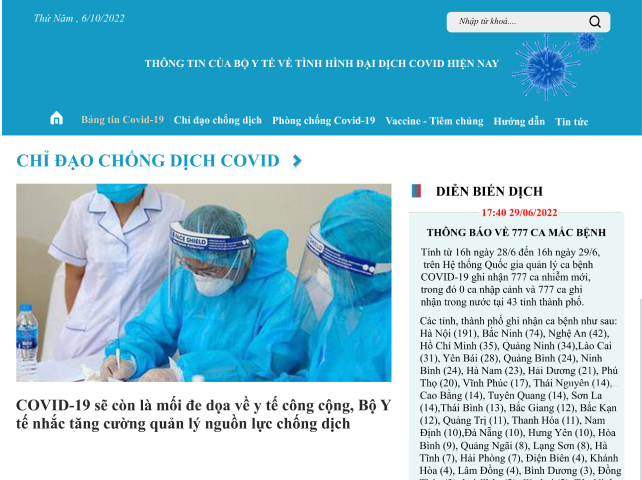 Thứ Năm , 6/10/2022
Nhập từ khoá....
THÔNG TIN CỦA BỘ Y TẾ VỀ TÌNH HÌNH ĐẠI DỊCH COVID HIỆN NAY
Bảng tin Covid-19 Chỉ đạo chống dịch Phòng chống Covid-19 Vaccine - Tiêm chủng Hướng dẫn Tin tức
CHỈ ĐẠO CHỐNG DỊCH COVID
FACE SHIELD
COVID-19 sẽ còn là mối đe dọa về y tế công cộng, Bộ Y
tế nhắc tăng cường quản lý nguồn lực chống dịch
DIỄN BIẾN DỊCH
17:40 29/06/2022
THÔNG BÁO VỀ 777 CA MẮC BỆNH
Tính từ 16h ngày 28/6 đến 16h ngày 29/6,
trên Hệ thống Quốc gia quản lý ca bệnh
COVID-19 ghi nhận 777 ca nhiễm mới,
trong đó 0 ca nhập cảnh và 777 ca ghi
nhận trong nước tại 43 tỉnh thành phố.
Các tỉnh, thành phố ghi nhận ca bệnh như sau:
Hà Nội (191), Bắc Ninh (74), Nghệ An (42),
Hồ Chí Minh (35), Quảng Ninh (34),Lào Cai
(31), Yên Bái (28), Quảng Bình (24), Ninh
Bình (24), Hà Nam (23), Hải Dương (21), Phú
Thọ (20), Vĩnh Phúc (17), Thái Nguyên (14),
Cao Bằng (14), Tuyên Quang (14), Sơn La
(14),Thái Bình (13), Bắc Giang (12), Bắc Kạn
(12), Quảng Trị (11), Thanh Hóa (11), Nam
Định (10),Đà Nẵng (10), Hưng Yên (10), Hòa
Bình (9), Quảng Ngãi (8), Lạng Sơn (8), Hà
Tĩnh (7), Hải Phòng (7), Điện Biên (4), Khánh
Hòa (4), Lâm Đồng (4), Bình Dương (3), Đồng